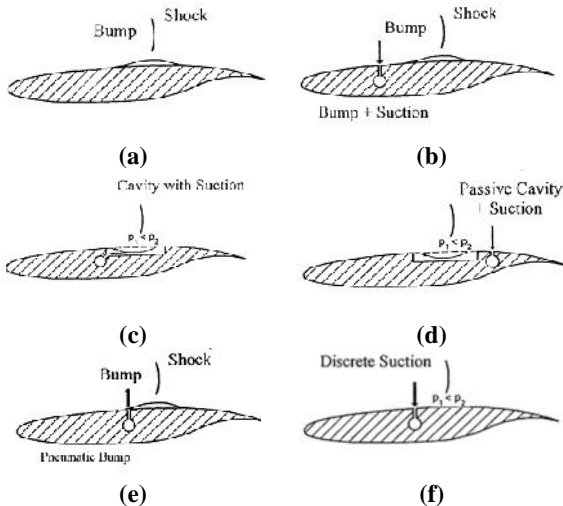 Bump
Shock
(a)
Bump
Shock
Bump + Suction
(b)
Cavity with Suction
p1 < p2
(c)
Passive Cavity
+ Suction
p1 < p2
(d)
Bump
Shock
Pneumatic Bump
(e)
Discrete Suction
p1 < p2
(f)